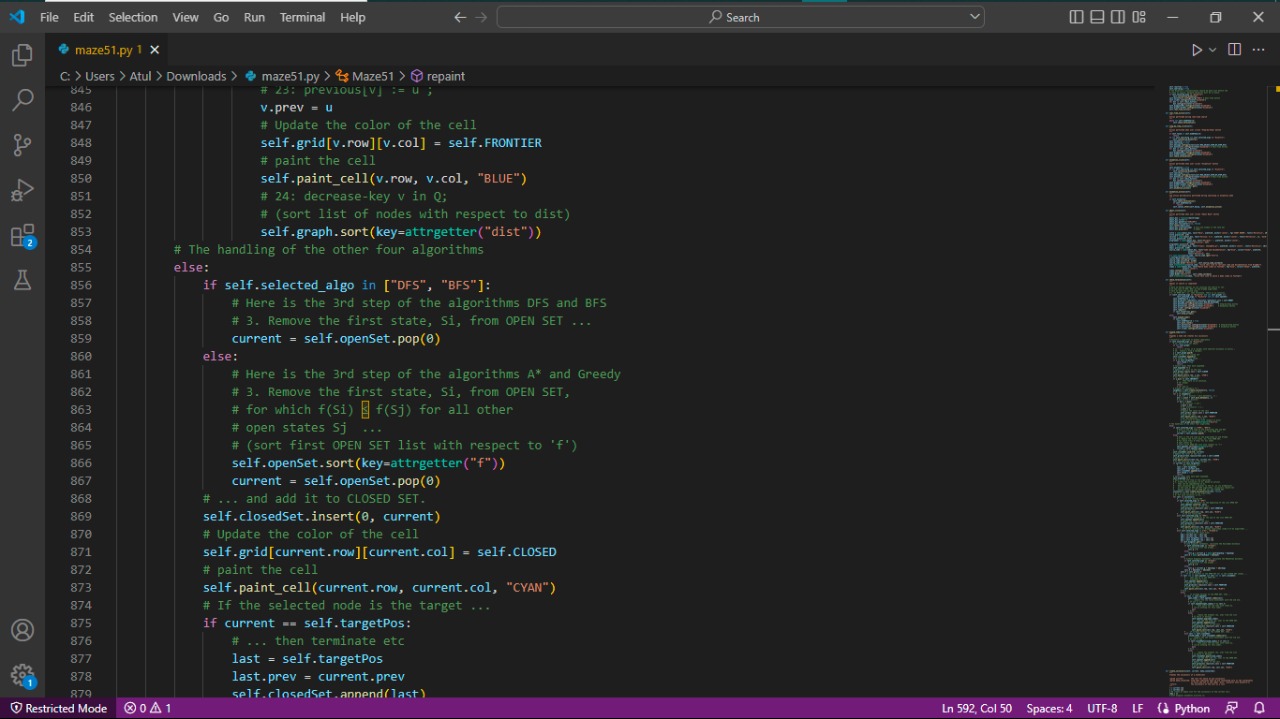 File Edit Selection View Go Run Terminal Help
Search
maze51.py 1
C: > Users > Atul > Downloads > maze51.py > Maze51 > repaint
845 # 23: previous[v] := u ;
846 v.prev = u
847 # Update the color of the cell
848 self.grid[v.row][v.col] = self.FRONTIER
849 # paint the cell
850 self.paint_cell(v.row, v.col, "BLUE")
851 # 24: decrease-key v in Q;
852 # (sort list of nodes with respect to dist)
853 self.graph.sort(key=attrgetter("dist"))
854 # The handling of the other four algorithms
855 else:
856 if self.selected_algo in ["DFS", "BFS"]:
857 # Here is the 3rd step of the algorithms DFS and BFS
858 # 3. Remove the first state, Si, from OPEN SET ...
859 current = self.openSet.pop(0)
860 else:
861 # Here is the 3rd step of the algorithms A* and Greedy
862 # 3. Remove the first state, Si, from OPEN SET,
863 # for which f(Si) ≤ f(Sj) for all other
864 # open states Sj ...
865 # (sort first OPEN SET list with respect to 'f')
866 self.openSet.sort(key=attrgetter("f"))
867 current = self.openSet.pop(0)
868 # ... and add it to CLOSED SET.
869 self.closedSet.insert(0, current)
870 # Update the color of the cell
871 self.grid[current.row][current.col] = self.CLOSED
872 # paint the cell
873 self.paint_cell(current.row, current.col, "CYAN")
874 # If the selected node is the target ...
875 if current == self.targetPos:
876 # ... then terminate etc
877 last = self.targetPos
878 last.prev = current.prev
879 self.closedSet.append(last)
2
1
Restricted Mode 0 1 Ln 592, Col 50 Spaces: 4 UTF-8 LF Python